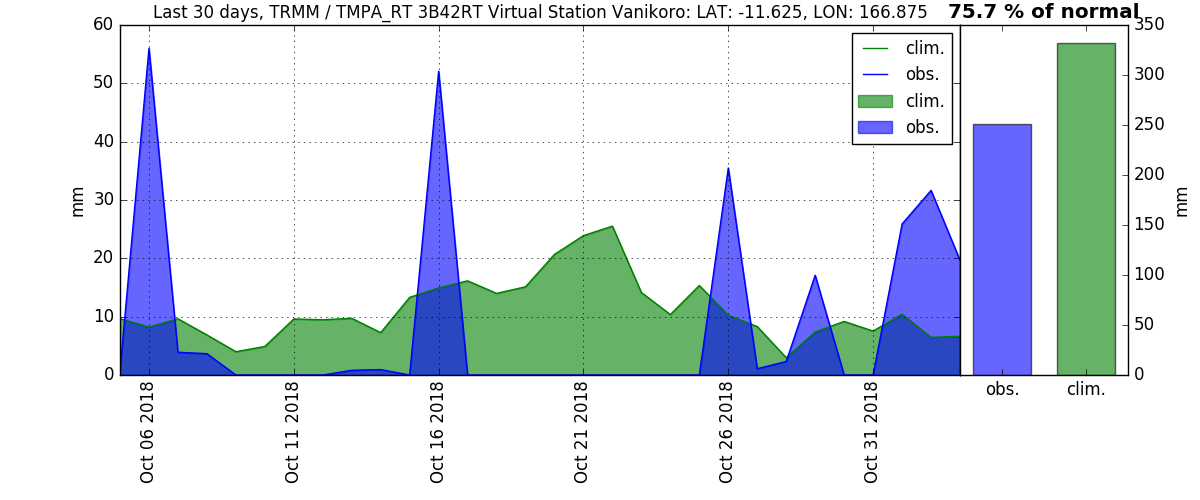 Last 30 days, TRMM / TMPA_RT 3B42RT Virtual Station Vanikoro: LAT: -11.625, LON: 166.875
75.7 % of normal
60
50
40
30
20
10
0
mm
clim.
obs.
clim.
obs.
Oct 06 2018
Oct 11 2018
Oct 16 2018
Oct 21 2018
Oct 26 2018
Oct 31 2018
350
300
250
200
150
100
50
0
mm
obs.
clim.